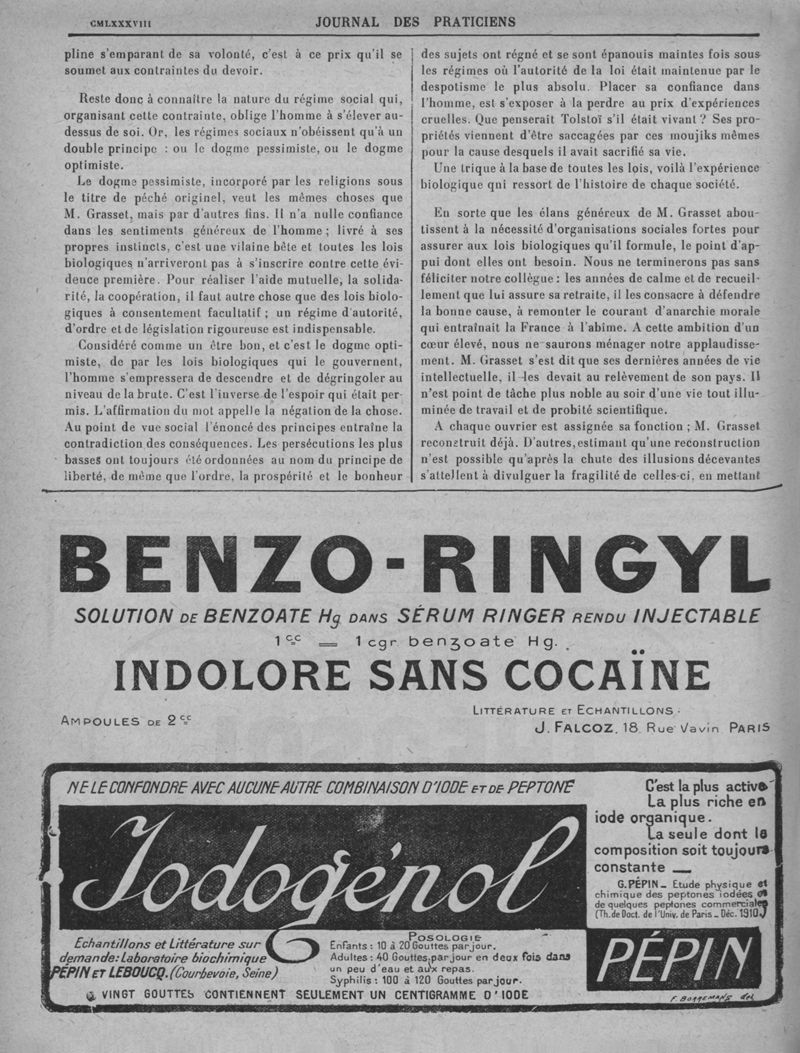 CMLXXXVIII
JOURNAL DES PRATICIENS
pline s'emparant de sa volonté, c'est à ce prix qu'il se
soumet aux contraintes du devoir.
Reste donc à connaître la nature du régime social qui,
organisant cette contrainte, oblige l'homme à s'élever au-
dessus de soi. Or, les régimes sociaux n'obéissent qu'à un
double principe : ou le dogme pessimiste, ou le dogme
optimiste.
Le dogme pessimiste, incorporé par les religions sous
le titre de péché originel, veut les mêmes choses que
M. Grasset, mais par d'autres fins. Il n'a nulle confiance
dans les sentiments généreux de l'homme ; livré à ses
propres instincts, c'est une vilaine bête et toutes les lois
biologiques n'arriveront pas à s'inscrire contre cette évi-
dence première. Pour réaliser l'aide mutuelle, la solida-
rité, la coopération, il faut autre chose que des lois biolo-
giques à consentement facultatif ; un régime d'autorité,
d'ordre et de législation rigoureuse est indispensable.
Considéré comme un être bon, et c'est le dogme opti-
miste, de par les lois biologiques qui le gouvernent,
l'homme s'empressera de descendre et de dégringoler au
niveau de la brute. C'est l'inverse de l'espoir qui était per-
mis. L'affirmation du mot appelle la négation de la chose.
Au point de vue social l'énoncé des principes entraîne la
contradiction des conséquences. Les persécutions les plus
basses ont toujours été ordonnées au nom du principe de
liberté, de même que l'ordre, la prospérité et le bonheur
des sujets ont régné et se sont épanouis maintes fois sous
les régimes où l'autorité de la loi était maintenue par le
despotisme le plus absolu. Placer sa confiance dans
l'homme, est s'exposer à la perdre au prix d'expériences
cruelles. Que penserait Tolstoï s'il était vivant ? Ses pro-
priétés viennent d'être saccagées par ces moujiks mêmes
pour la cause desquels il avait sacrifié sa vie.
Une trique à la base de toutes les lois, voilà l'expérience
biologique qui ressort de l'histoire de chaque société.
En sorte que les élans généreux de M. Grasset abou-
tissent à la nécessité d'organisations sociales fortes pour
assurer aux lois biologiques qu'il formule, le point d'ap-
pui dont elles ont besoin. Nous ne terminerons pas sans
féliciter notre collègue : les années de calme et de recueil-
lement que lui assure sa retraite, il les consacre à défendre
la bonne cause, à remonter le courant d'anarchie morale
qui entraînait la France à l'abîme. A cette ambition d'un
cœur élevé, nous ne saurons ménager notre applaudisse-
ment. M. Grasset s'est dit que ses dernières années de vie
intellectuelle, il les devait au relèvement de son pays. Il
n'est point de tâche plus noble au soir d'une vie tout illu-
minée de travail et de probité scientifique.
A chaque ouvrier est assignée sa fonction ; M. Grasset
reconstruit déjà. D'autres, estimant qu'une reconstruction
n'est possible qu'après la chute des illusions décevantes
s'attellent à divulguer la fragilité de celles-ci, en mettant
BENZO-RINGYL
SOLUTION DE BENZOATE Hg DANS SÉRUM RINGER RENDU INJECTABLE
1 cc = 1 cgr benzoate Hg.
INDOLORE SANS COCAÏNE
AMPOULES DE 2 cc
LITTÉRATURE ET ECHANTILLONS.
J. FALCOZ, 18, Rue Vavin PARIS
NE LE CONFONDRE AVEC AUCUNE AUTRE COMBINAISON D'IODE ET DE PEPTONE
Iodogénol
C'est la plus active
La plus riche en
iode organique.
La seule dont la
composition soit toujours
constante _
G. PÉPIN _ Etude physique et
chimique des peptones iodées et
de quelques peptones commerciales
(Th. de Doct. de l'Univ. de Paris _ Déc. 1910)
PÉPIN
Echantillons et Littérature sur
demande: Laboratoire biochimique
PÉPIN ET LEBOUCQ. (Courbevoie, Seine)
POSOLOGIE
Enfants : 10 à 20 Gouttes par jour.
Adultes : 40 Gouttes, par jour en deux fois dans
un peu d'eau et aux repas.
Syphilis : 100 à 120 Gouttes par jour.
VINGT GOUTTES CONTIENNENT SEULEMENT UN CENTIGRAMME D'IODE